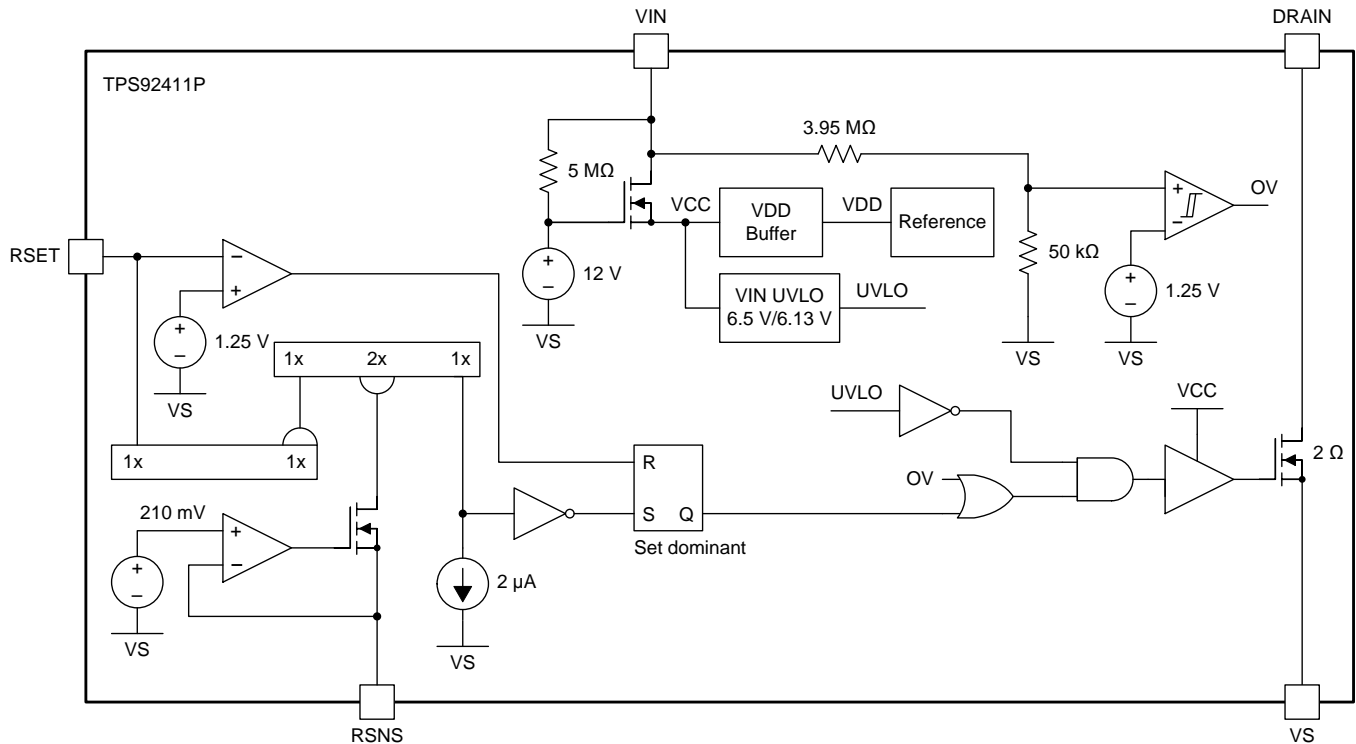 VIN
DRAIN
TPS92411P
3.95 MΩ
5 MΩ
VCC
VDD
Buffer
VDD
Reference
+
−
OV
RSET
−
+
12 V
+
−
50 kΩ
+
−
1.25 V
VIN UVLO
6.5 V/6.13 V
UVLO
+
−
1.25 V
VS
VS
VS
VS
1x
2x
1x
UVLO
VCC
1x
1x
R
S
Q
Set dominant
OV
2 Ω
210 mV
+
−
+
−
2 µA
VS
VS
RSNS
VS